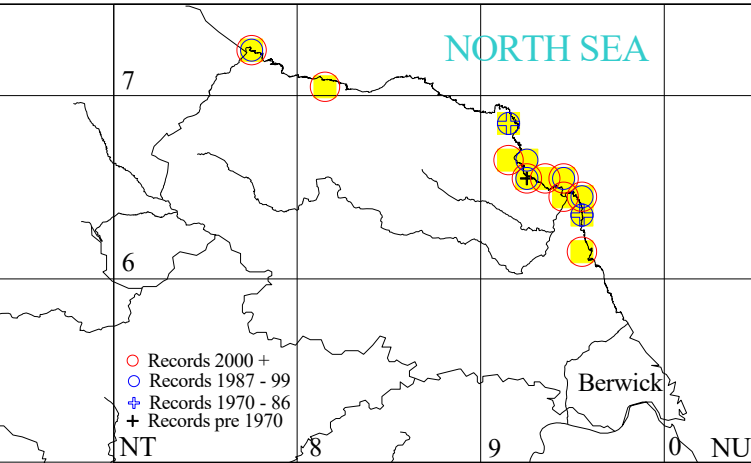 NORTH SEA
7
6
Records 2000 +
Records 1987 - 99
Records 1970 - 86
Records pre 1970
Berwick
NT
8
9
0
NU